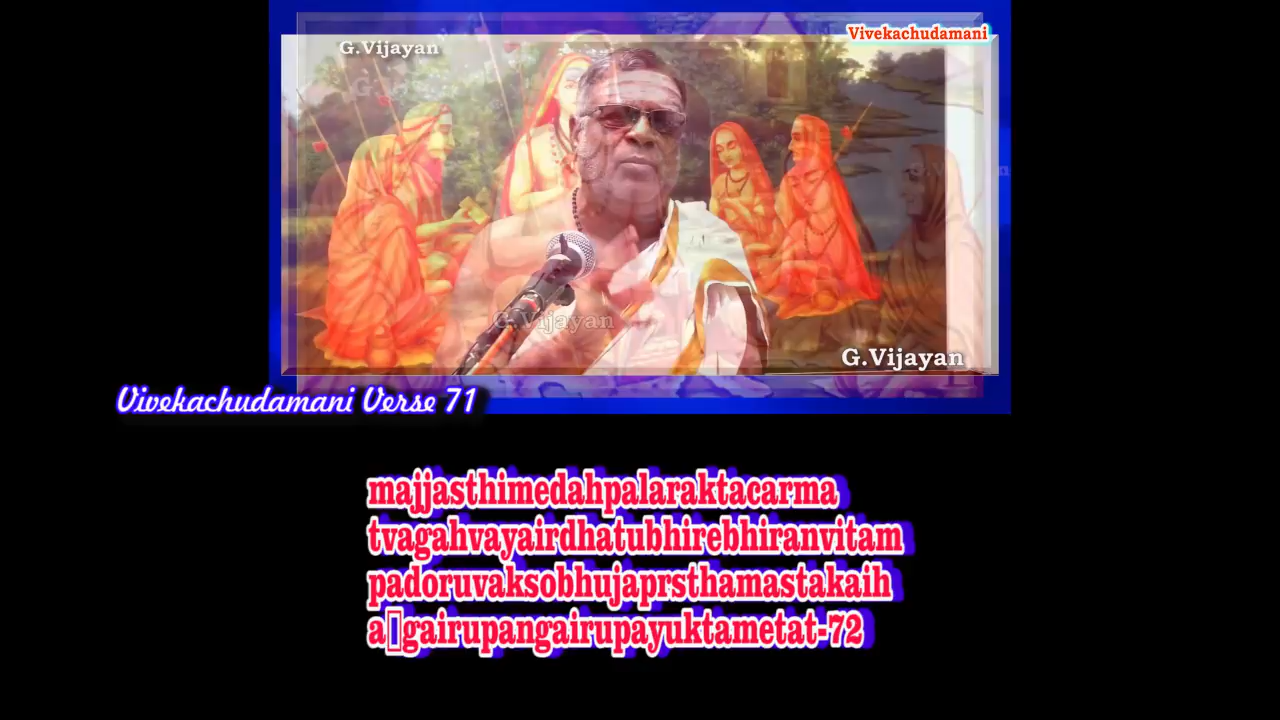 Vivekachudamani
G.Vijayan
G.Vijayan
G.Vijayan
Vivekachudamani Verse 71
majjasthimedahpalaraktacarma
tvagahvayairdhatubhirebhiranvitam
padoruvaksobhujaprsthamastakaih
a▯gairupangairupayuktametat-72